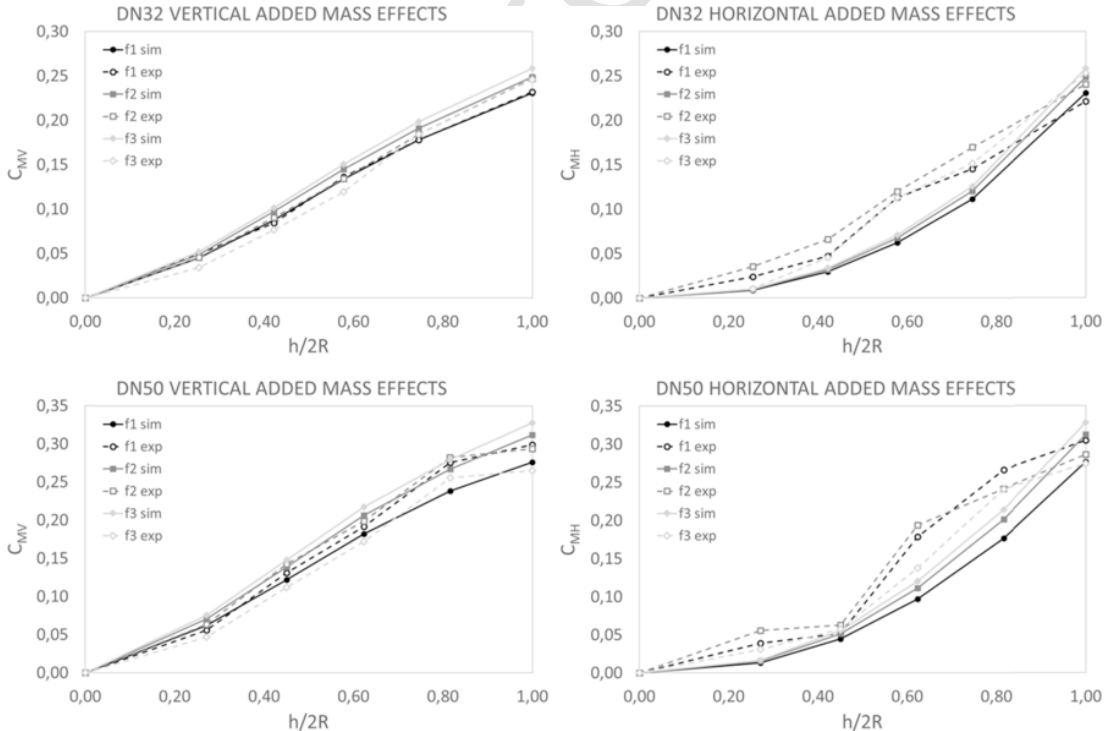 DN32 VERTICAL ADDED MASS EFFECTS
0,30
0,25
0,20
0,15
0,10
0,05
0,00
C_MV
f1 sim
f1 exp
f2 sim
f2 exp
f3 sim
f3 exp
0,00 0,20 0,40 0,60 0,80 1,00
h/2R
DN32 HORIZONTAL ADDED MASS EFFECTS
0,30
0,25
0,20
0,15
0,10
0,05
0,00
C_MH
f1 sim
f1 exp
f2 sim
f2 exp
f3 sim
f3 exp
0,00 0,20 0,40 0,60 0,80 1,00
h/2R
DN50 VERTICAL ADDED MASS EFFECTS
0,35
0,30
0,25
0,20
0,15
0,10
0,05
0,00
C_MV
f1 sim
f1 exp
f2 sim
f2 exp
f3 sim
f3 exp
0,00 0,20 0,40 0,60 0,80 1,00
h/2R
DN50 HORIZONTAL ADDED MASS EFFECTS
0,35
0,30
0,25
0,20
0,15
0,10
0,05
0,00
C_MH
f1 sim
f1 exp
f2 sim
f2 exp
f3 sim
f3 exp
0,00 0,20 0,40 0,60 0,80 1,00
h/2R